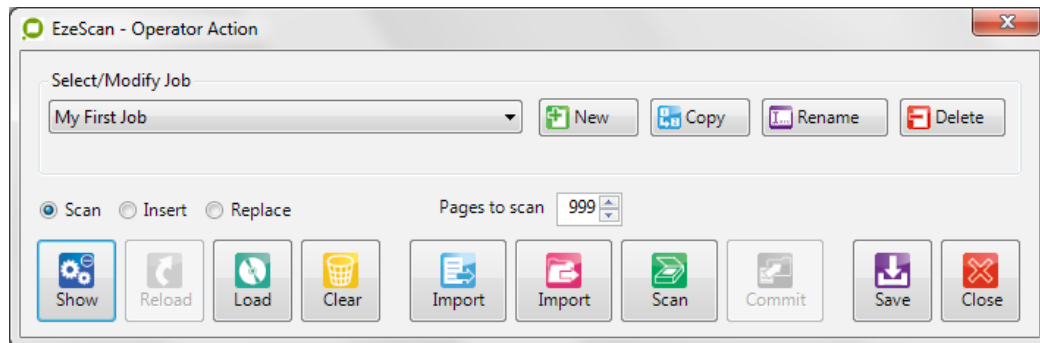 EzeScan - Operator Action
Select/Modify Job
My First Job New Copy I... Rename Delete
Scan Insert Replace Pages to scan 999
Show Reload Load Clear Import Import Scan Commit Save Close